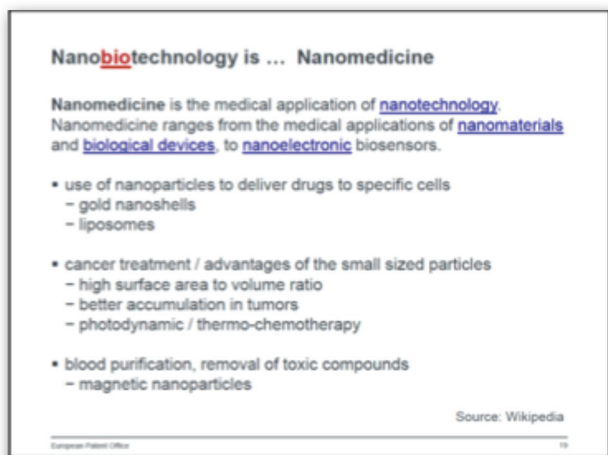 Nanobiotechnology is … Nanomedicine
Nanomedicine is the medical application of nanotechnology.
Nanomedicine ranges from the medical applications of nanomaterials
and biological devices, to nanoelectronic biosensors.
• use of nanoparticles to deliver drugs to specific cells
– gold nanoshells
– liposomes
• cancer treatment / advantages of the small sized particles
– high surface area to volume ratio
– better accumulation in tumors
– photodynamic / thermo-chemotherapy
• blood purification, removal of toxic compounds
– magnetic nanoparticles
Source: Wikipedia
European Patent Office 19